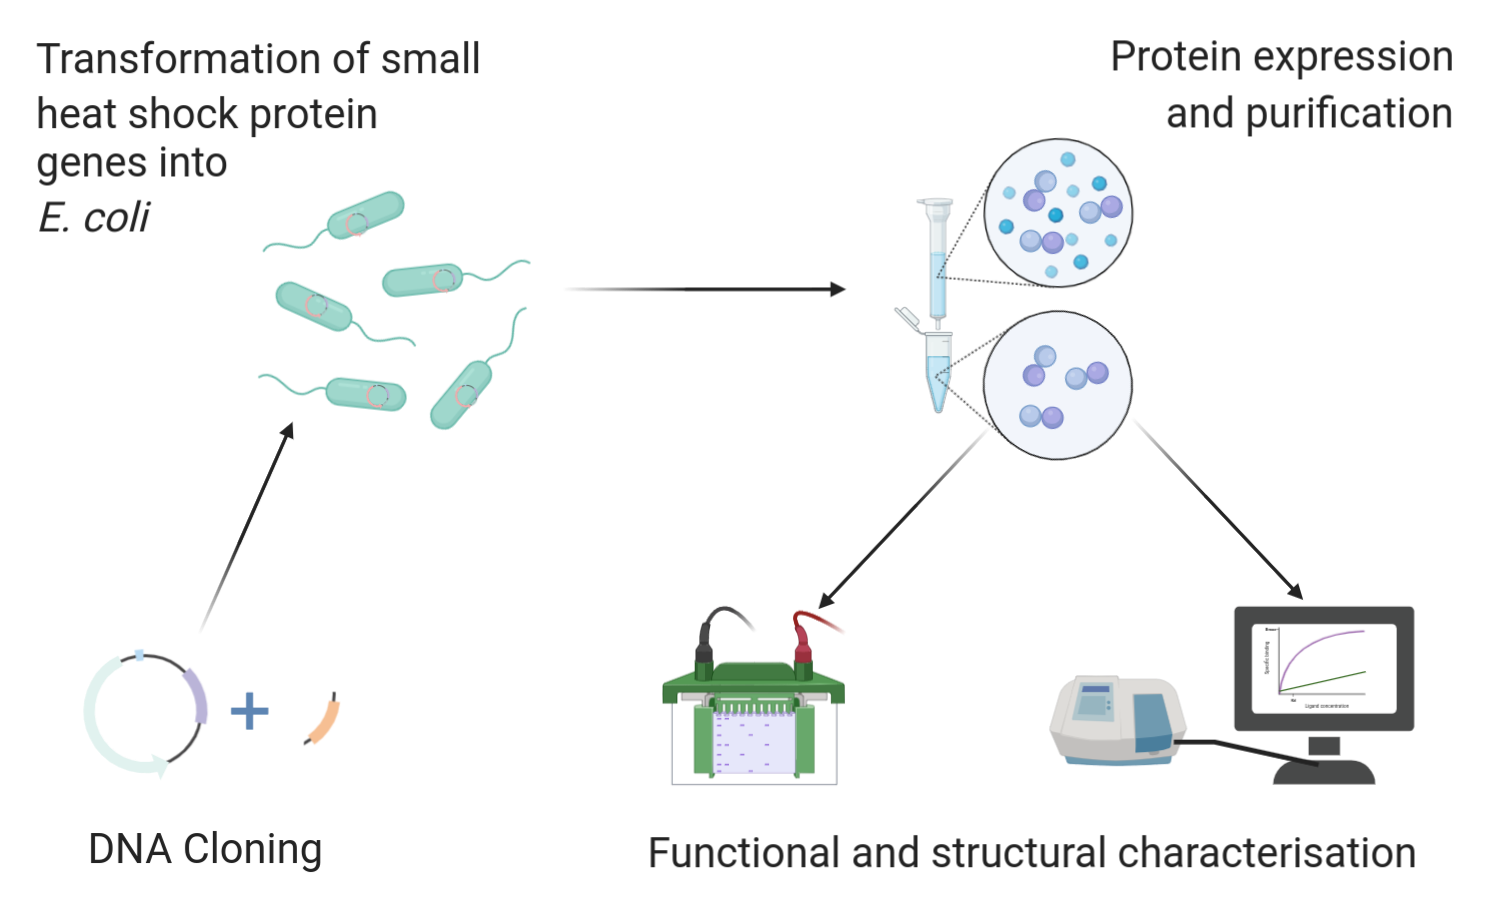 Transformation of small
heat shock protein
genes into
E. coli
Protein expression
and purification
Specific binding
Ligand concentration
DNA Cloning
Functional and structural characterisation